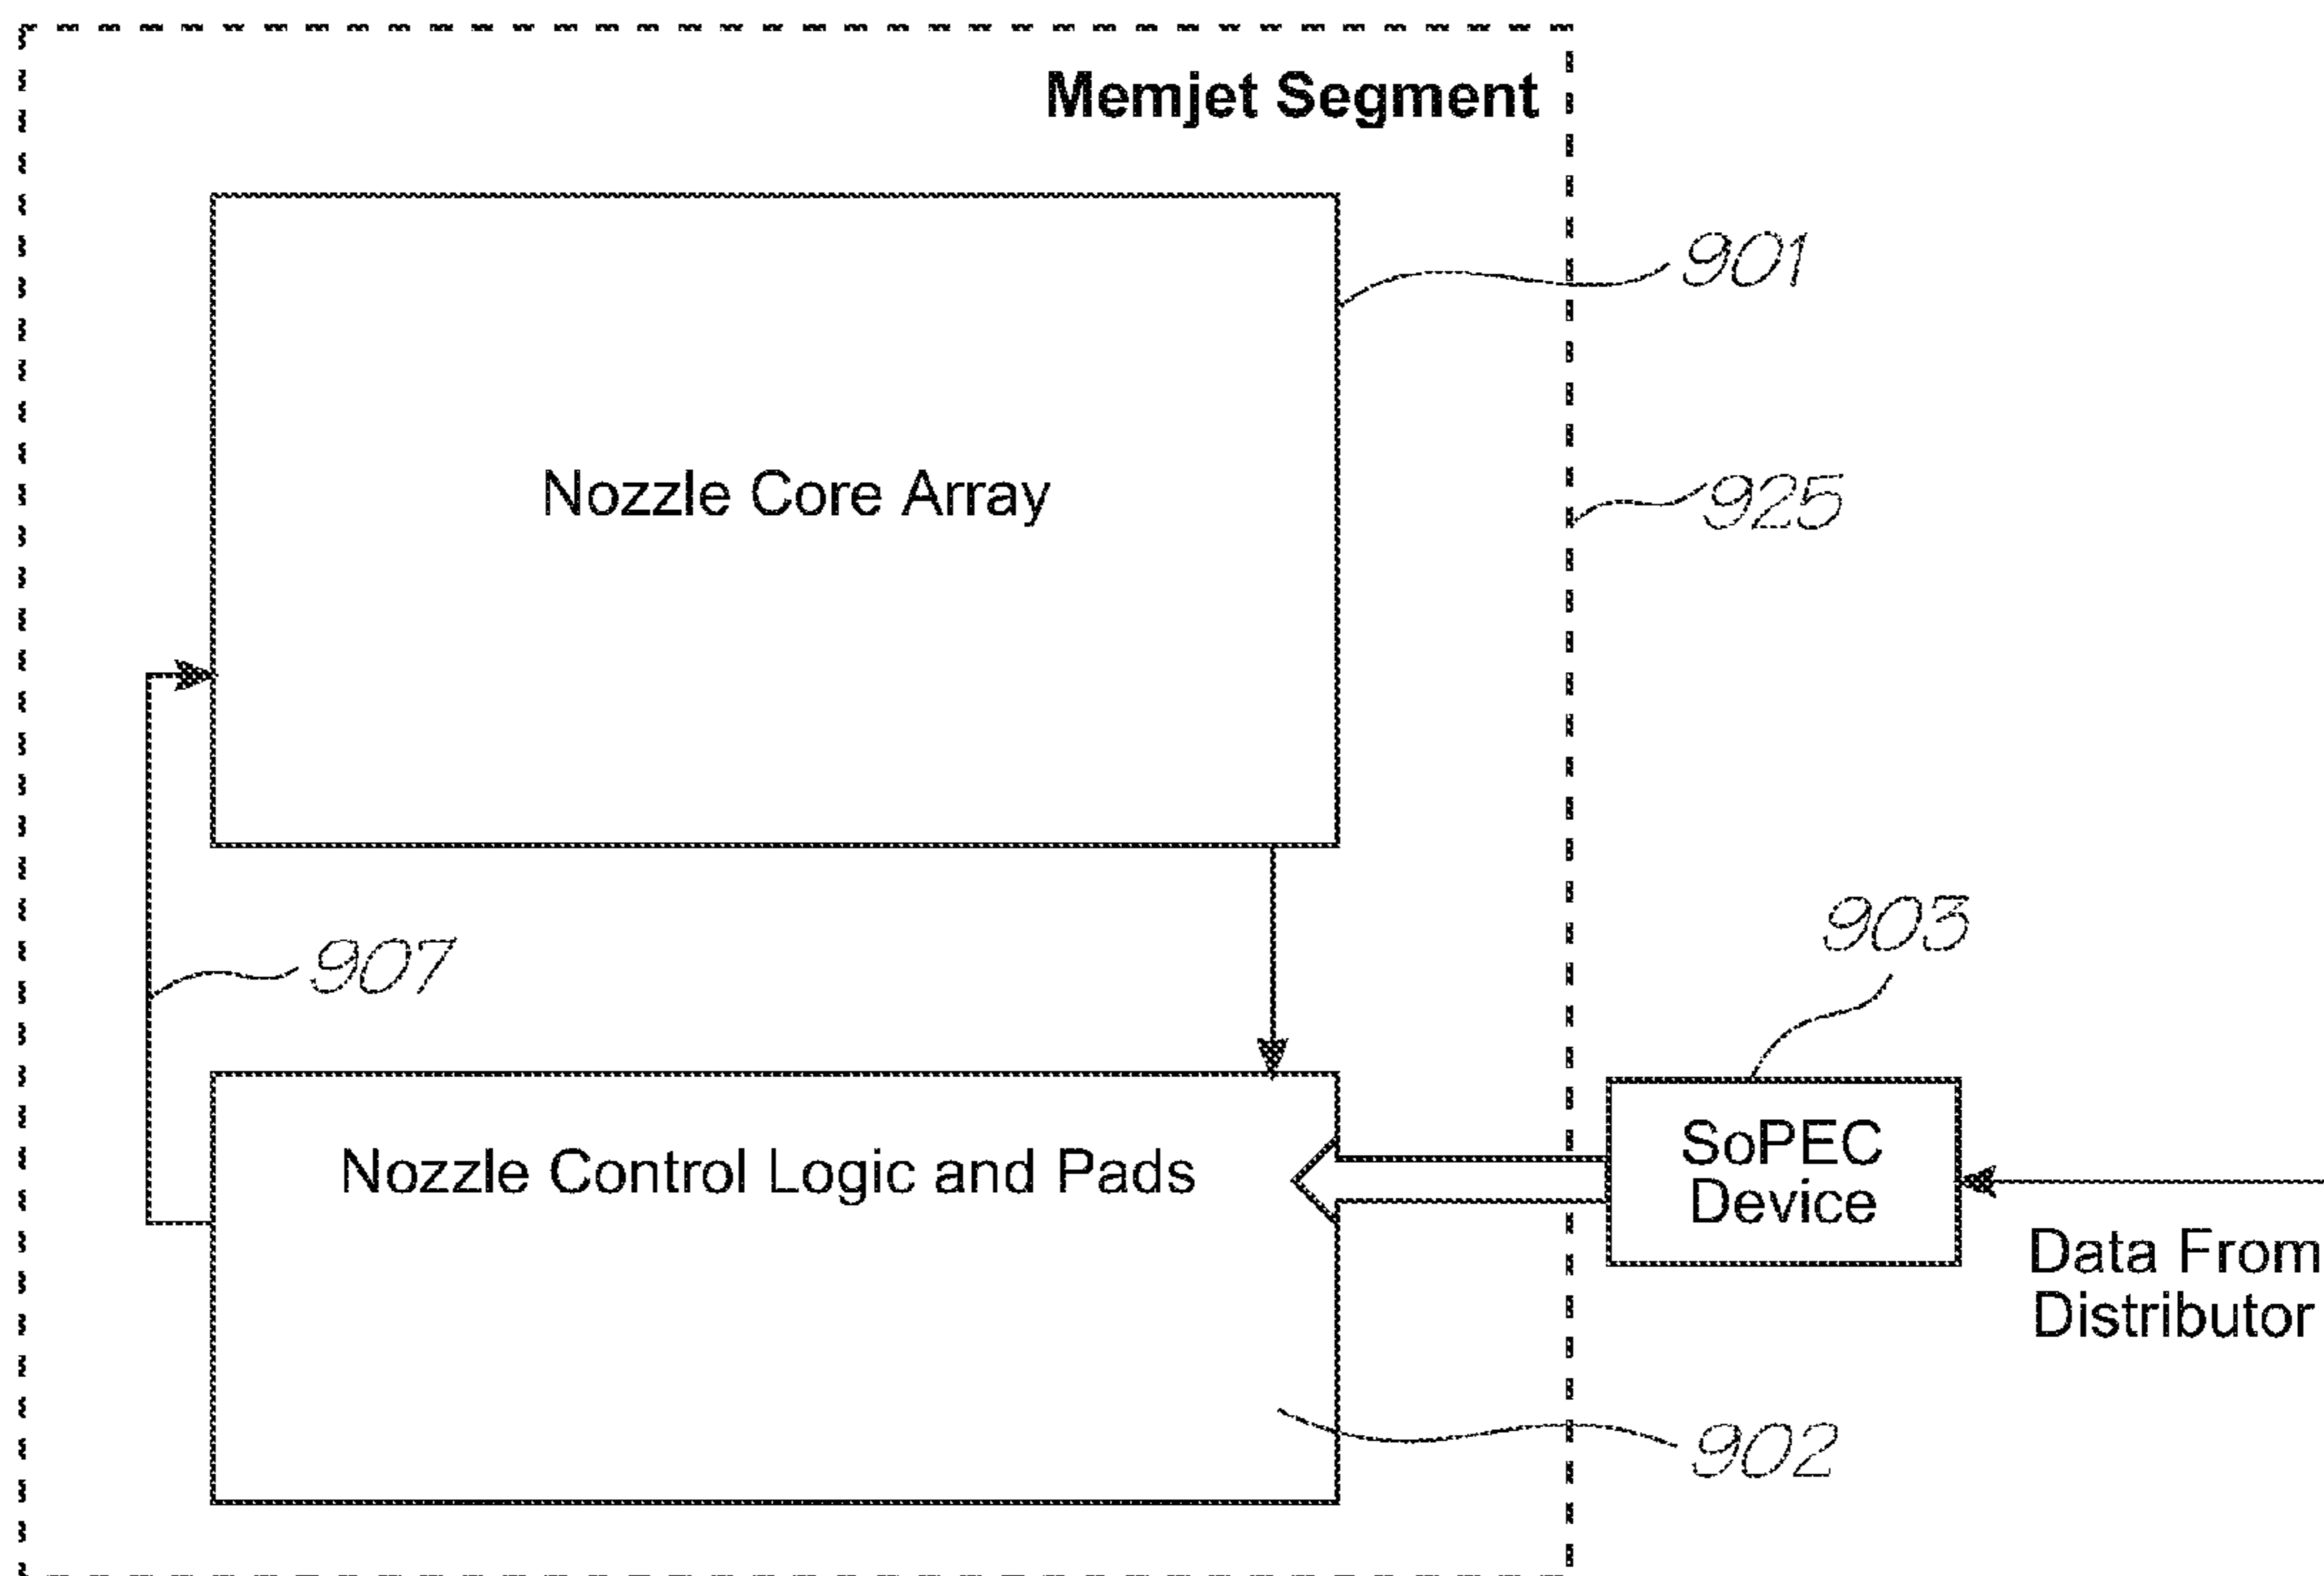 Memjet Segment
901
Nozzle Core Array
925
903
907
SoPEC
Device
Nozzle Control Logic and Pads
Data From
Distributor
902